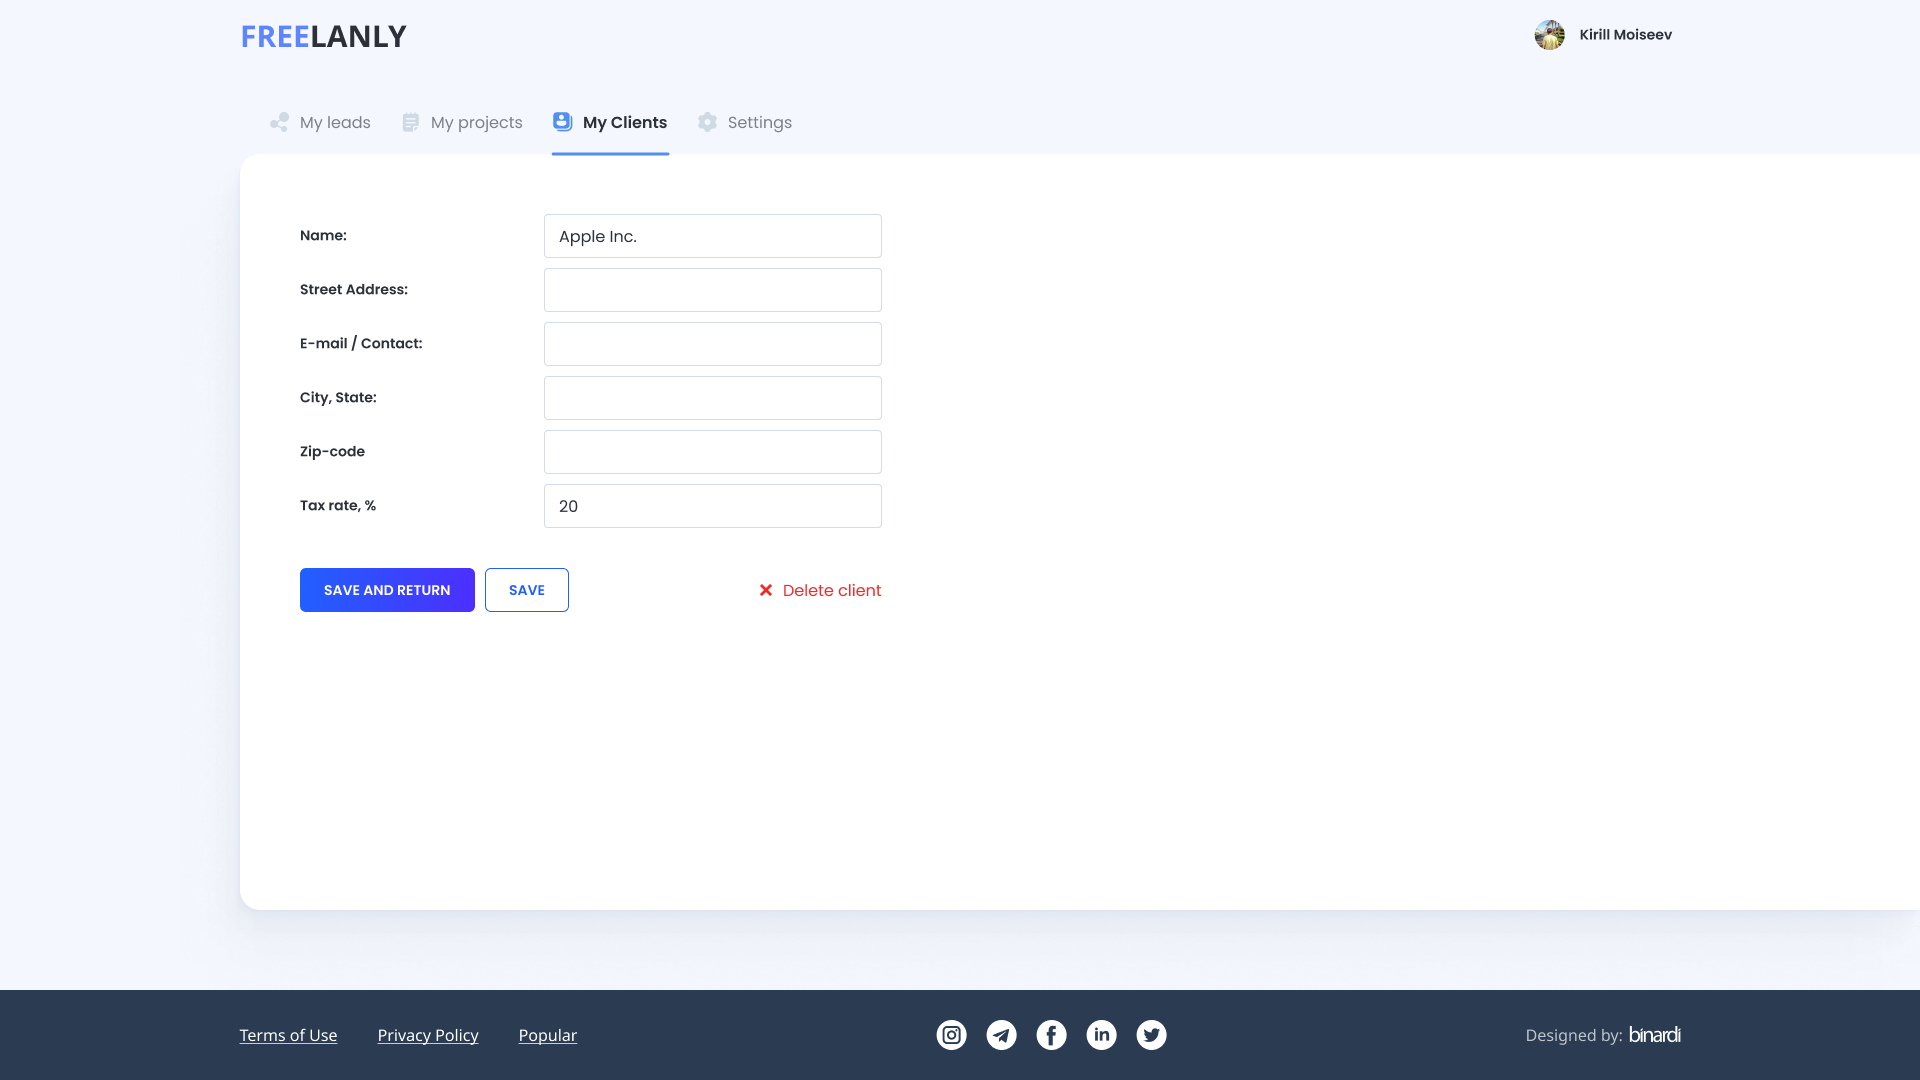 FREELANLY
Kirill Moiseev
My leads
My projects
My Clients
Settings
Name:
Apple Inc.
Street Address:
E-mail / Contact:
City, State:
Zip-code
Tax rate, %
20
SAVE AND RETURN
SAVE
Delete client
Terms of Use
Privacy Policy
Popular
Designed by: binardi